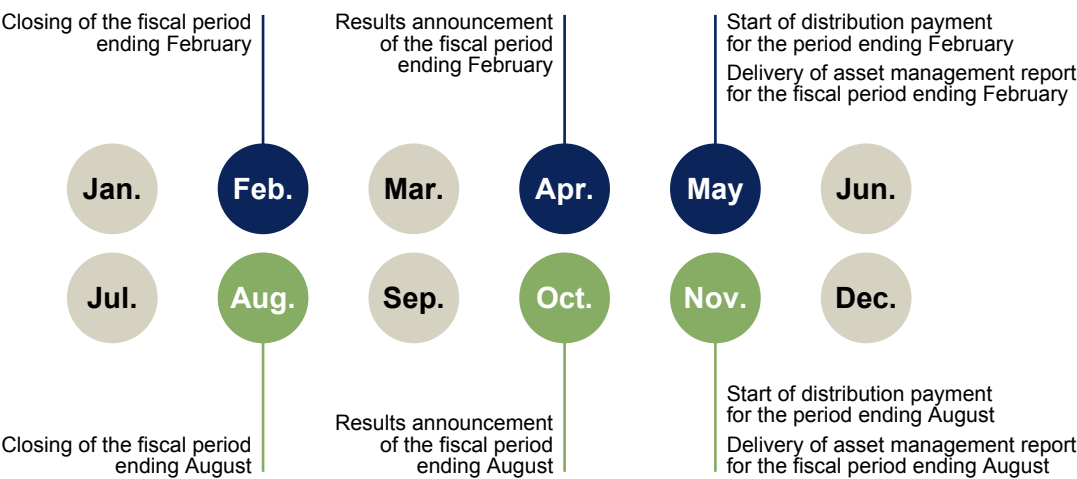 Closing of the fiscal period
ending February
Results announcement
of the fiscal period
ending February
Start of distribution payment
for the period ending February
Delivery of asset management report
for the fiscal period ending February
Jan.
Feb.
Mar.
Apr.
May
Jun.
Jul.
Aug.
Sep.
Oct.
Nov.
Dec.
Closing of the fiscal period
ending August
Results announcement
of the fiscal period
ending August
Start of distribution payment
for the period ending August
Delivery of asset management report
for the fiscal period ending August